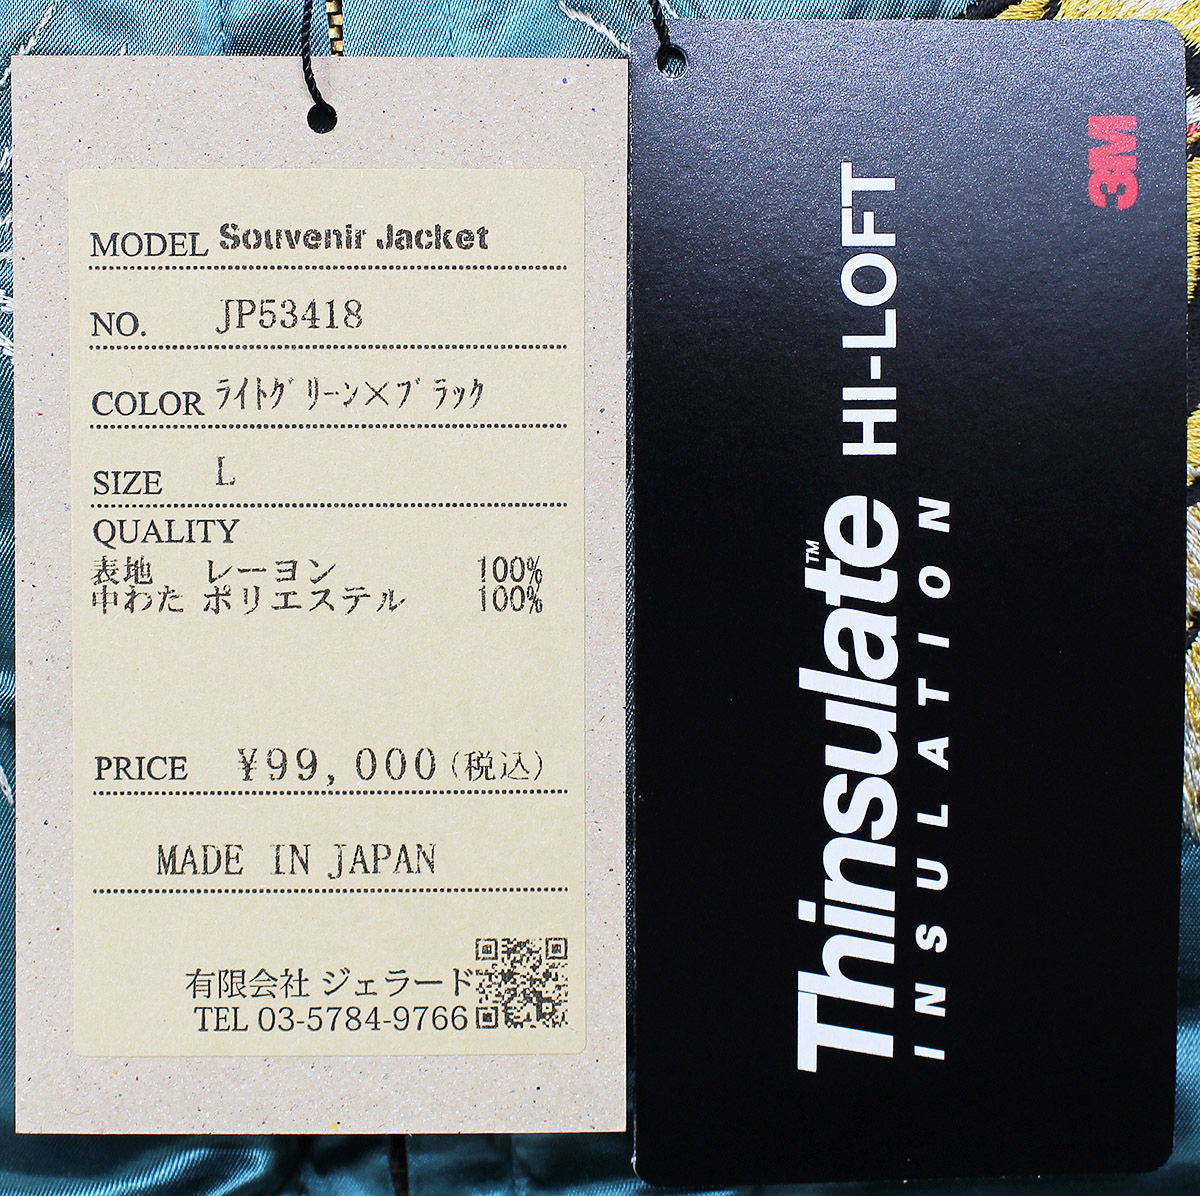 MODEL Souvenir Jacket
NO. JP53418
COLOR ﾗｲﾄｸﾞﾘｰﾝ×ﾌﾞﾗｯｸ
SIZE L
QUALITY
表地 レーヨン 100%
中わた ポリエステル 100%
PRICE ¥99,000(税込)
MADE IN JAPAN
有限会社 ジェラード
TEL 03-5784-9766
3M
Thinsulate™ HI-LOFT
INSULATION